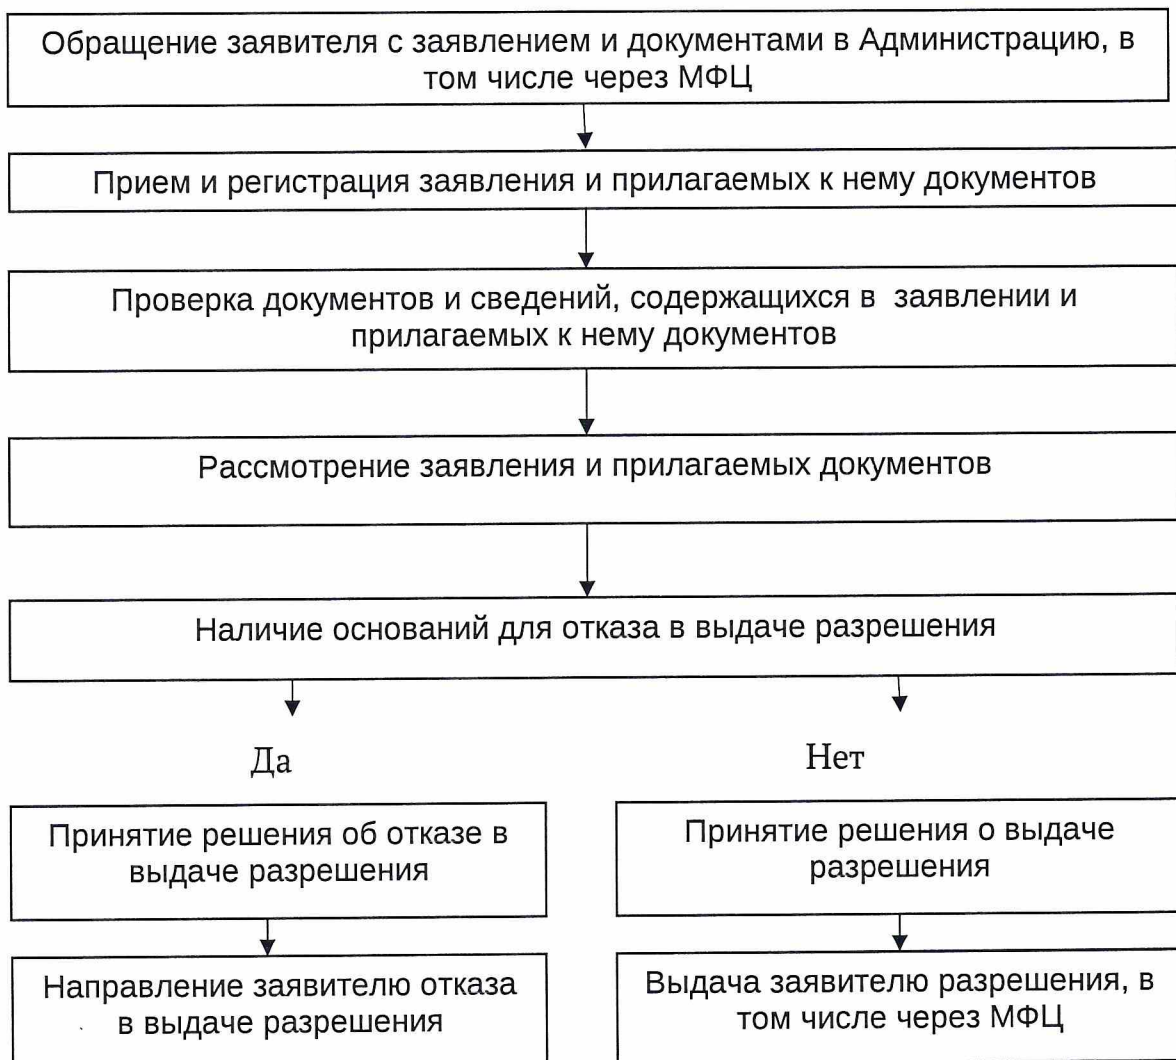 Обращение заявителя с заявлением и документами в Администрацию, в
том числе через МФЦ
Прием и регистрация заявления и прилагаемых к нему документов
Проверка документов и сведений, содержащихся в заявлении и
прилагаемых к нему документов
Рассмотрение заявления и прилагаемых документов
Наличие оснований для отказа в выдаче разрешения
Да
Нет
Принятие решения об отказе в
выдаче разрешения
Принятие решения о выдаче
разрешения
Направление заявителю отказа
в выдаче разрешения
Выдача заявителю разрешения, в
том числе через МФЦ